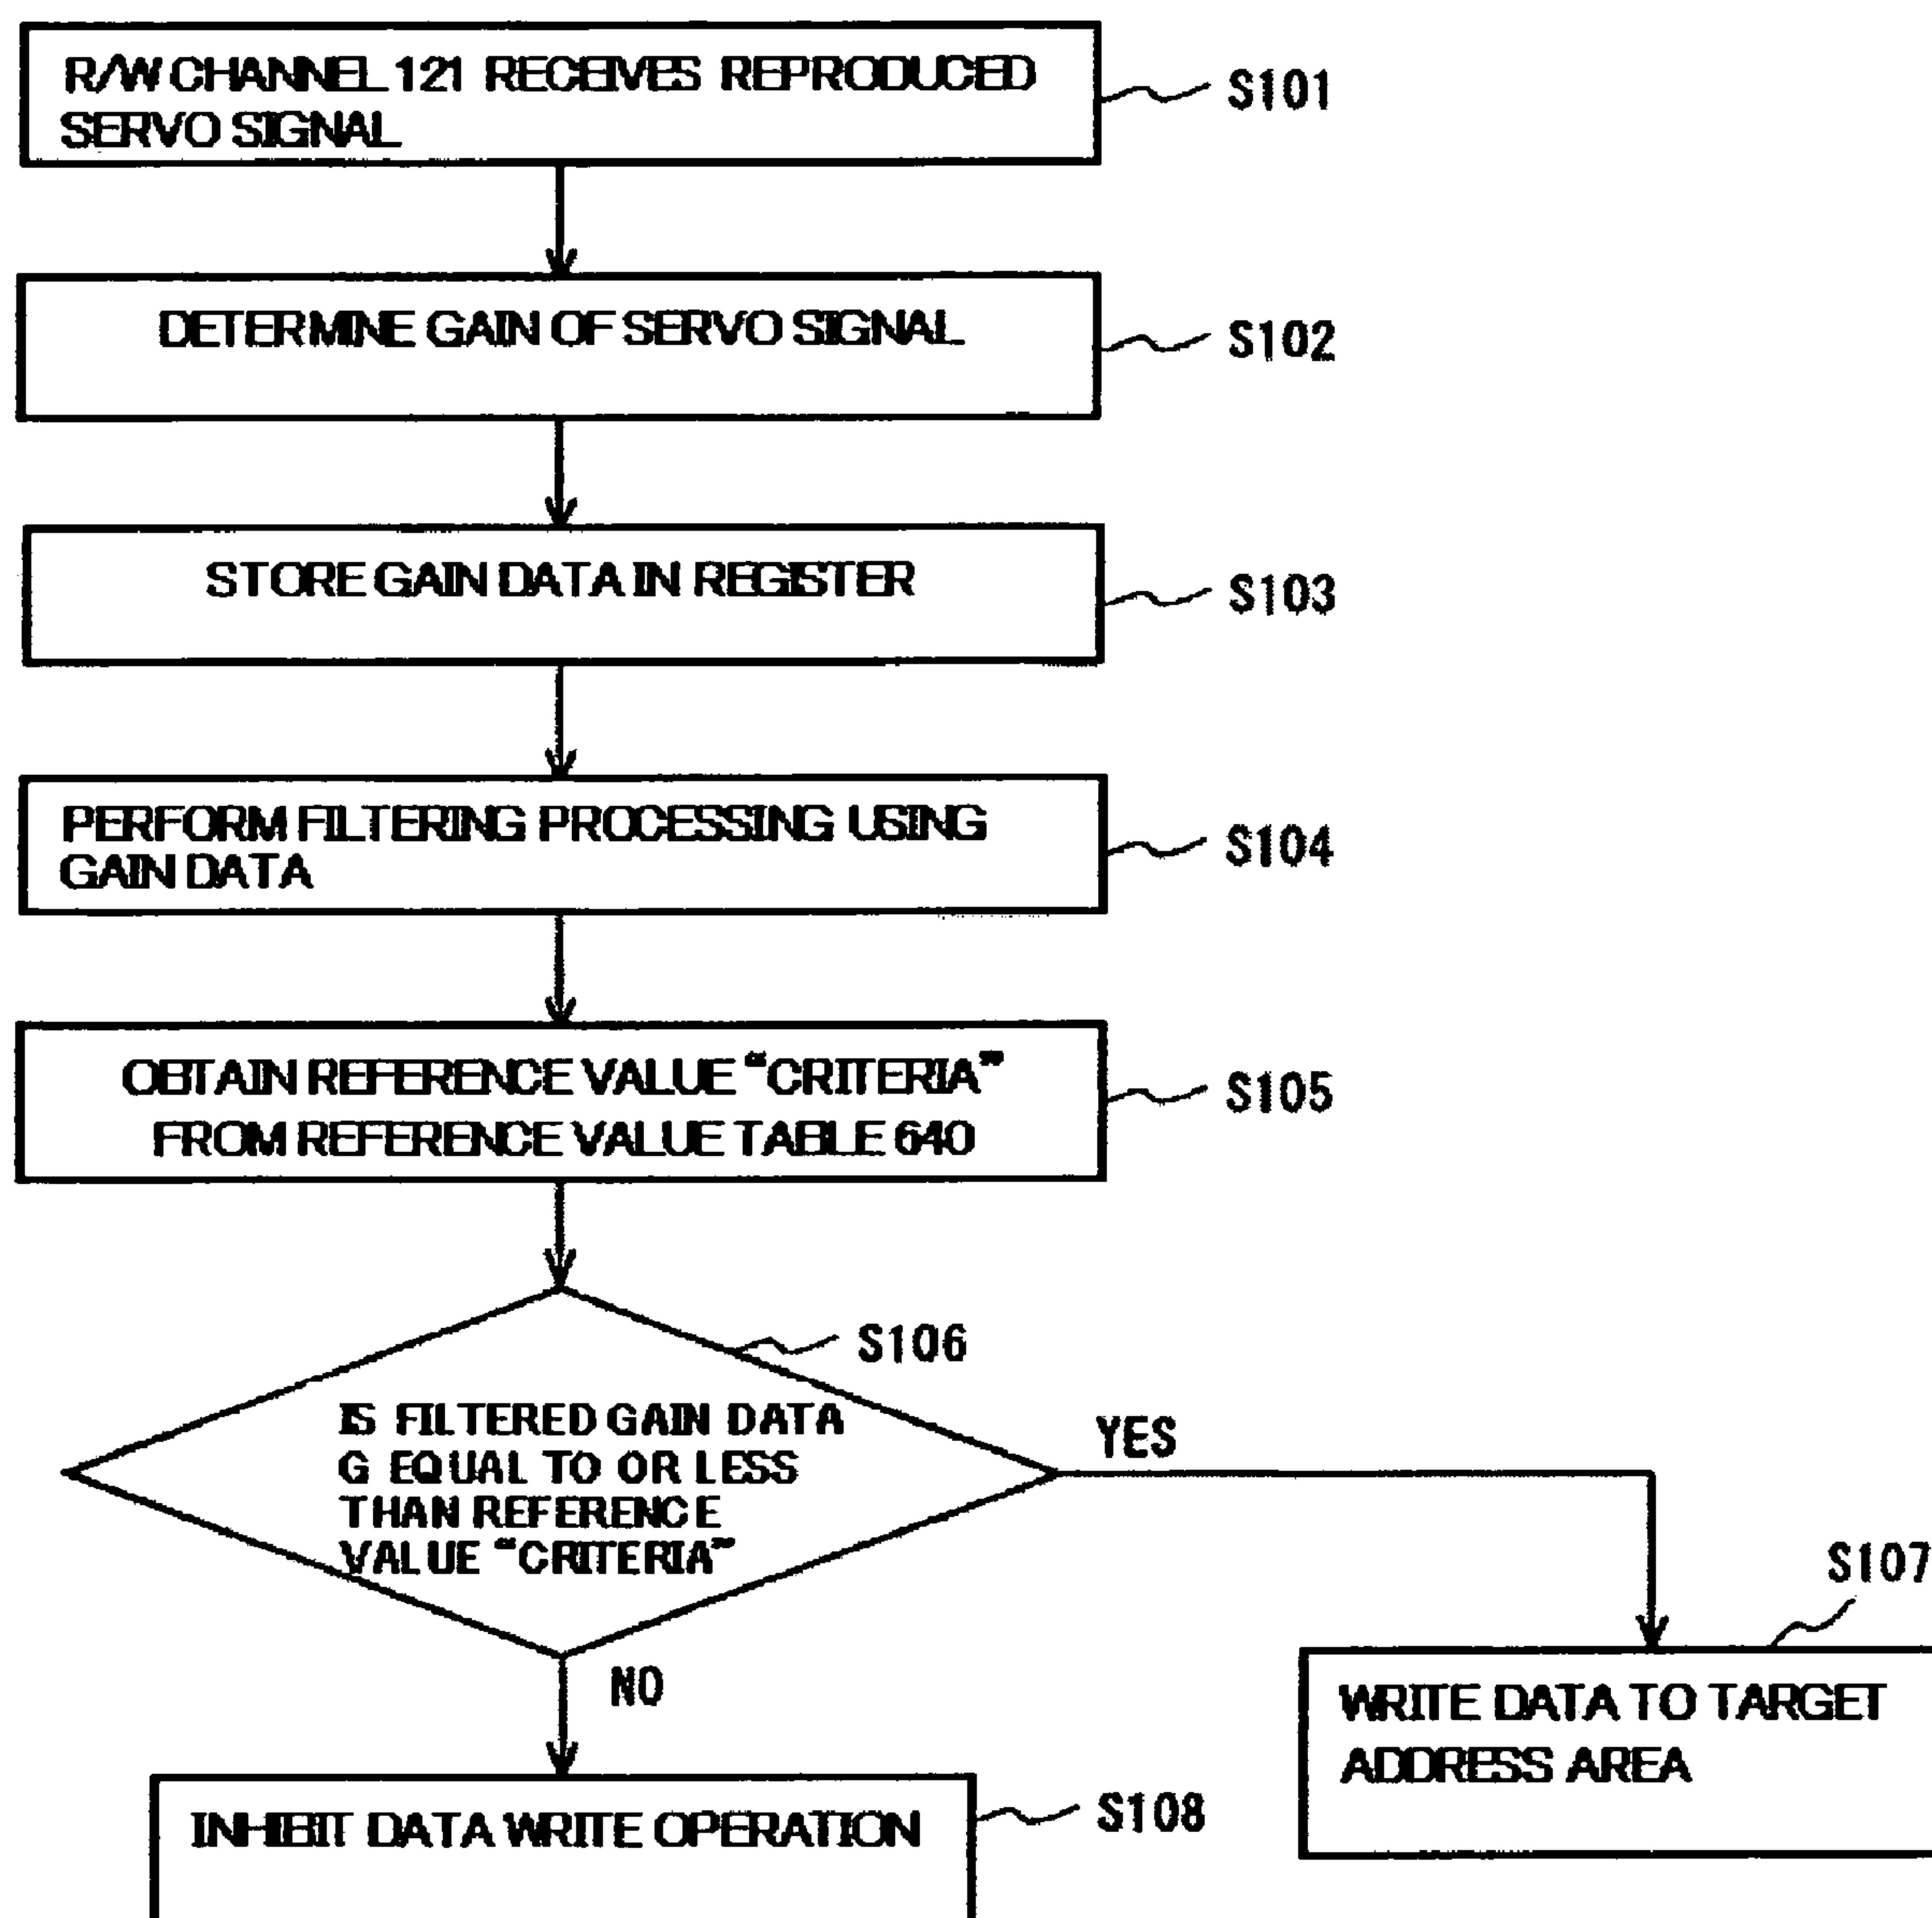 R/W CHANNEL 121 RECEIVES REPRODUCED
SERVO SIGNAL
S101
DETERMINE GAIN OF SERVO SIGNAL
S102
STORE GAIN DATA IN REGISTER
S103
PERFORM FILTERING PROCESSING USING
GAIN DATA
S104
OBTAIN REFERENCE VALUE “CRITERIA”
FROM REFERENCE VALUE TABLE 640
S105
S106
IS FILTERED GAIN DATA
G EQUAL TO OR LESS
THAN REFERENCE
VALUE “CRITERIA”
YES
S107
NO
WRITE DATA TO TARGET
ADDRESS AREA
INHIBIT DATA WRITE OPERATION
S108